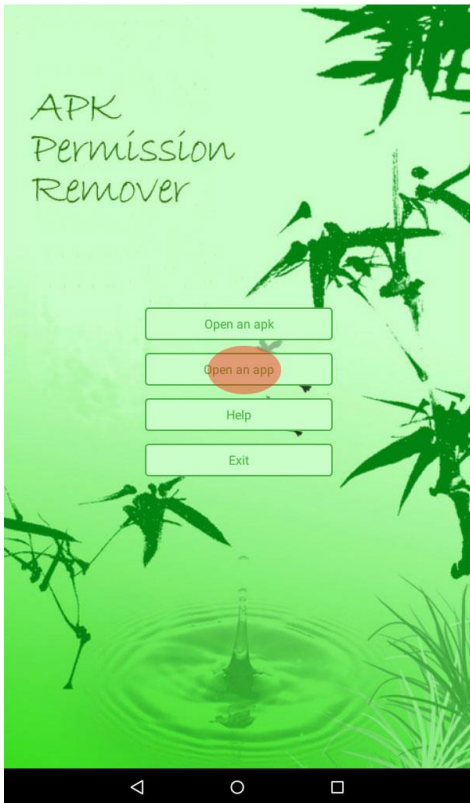 APK
Permission
Remover
Open an apk
Open an app
Help
Exit